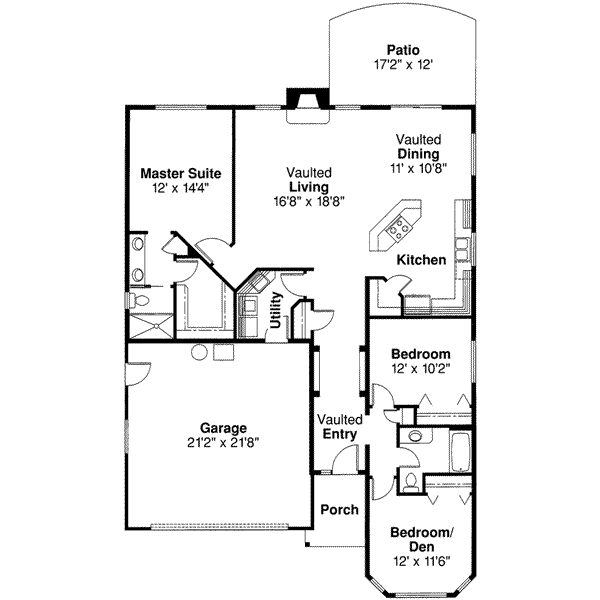 Patio
17'2" x 12'
Vaulted
Dining
11' x 10'8"
Master Suite
12' x 14'4"
Vaulted
Living
16'8" x 18'8"
Kitchen
Utility
Bedroom
12' x 10'2"
Garage
21'2" x 21'8"
Vaulted
Entry
Porch
Bedroom/
Den
12' x 11'6"